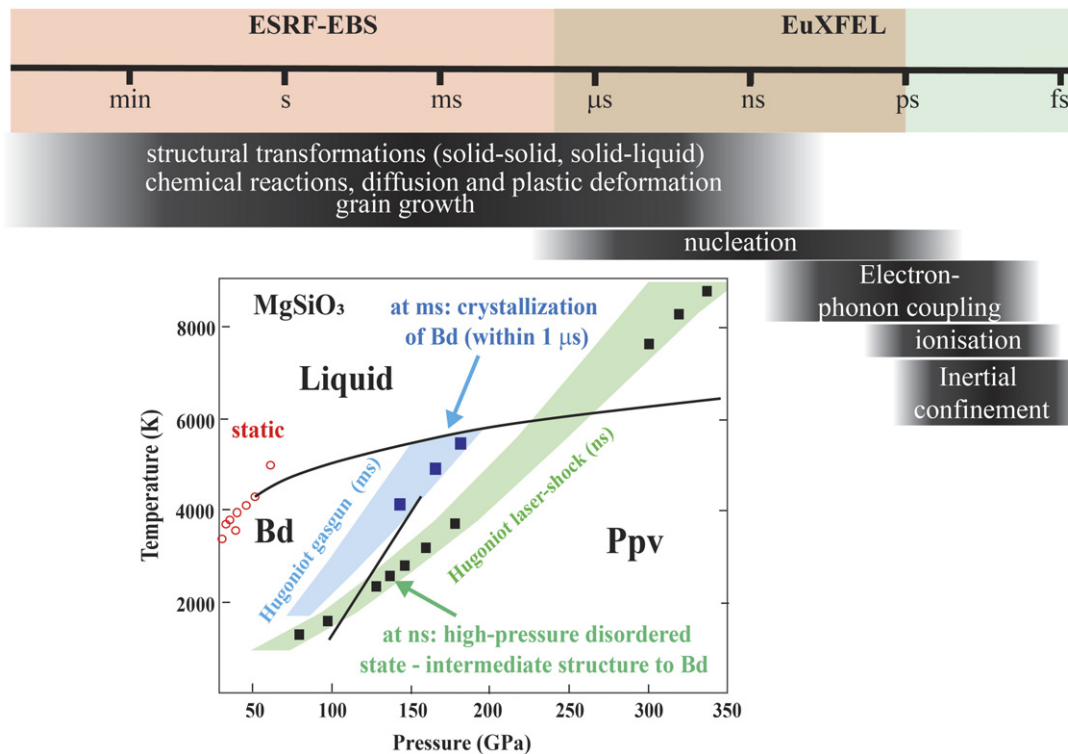 ESRF-EBS
EuXFEL
min
s
ms
μs
ns
ps
fs
structural transformations (solid-solid, solid-liquid)
chemical reactions, diffusion and plastic deformation
grain growth
nucleation
Electron-
phonon coupling
ionisation
Inertial
confinement
MgSiO₃
at ms: crystallization
of Bd (within 1 μs)
Liquid
static
Bd
Ppv
Hugoniot gasgun (ms)
Hugoniot laser-shock (ns)
at ns: high-pressure disordered
state - intermediate structure to Bd
Temperature (K)
8000
6000
4000
2000
50
100
150
200
250
300
350
Pressure (GPa)